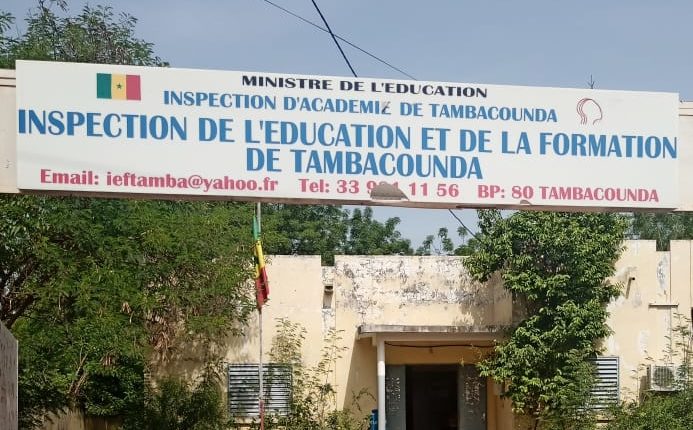 MINISTRE DE L'EDUCATION
INSPECTION D'ACADEMIE DE TAMBACOUNDA
INSPECTION DE L'EDUCATION ET DE LA FORMATION
DE TAMBACOUNDA
Email: ieftamba@yahoo.fr Tel: 33 11 56 BP: 80 TAMBACOUNDA